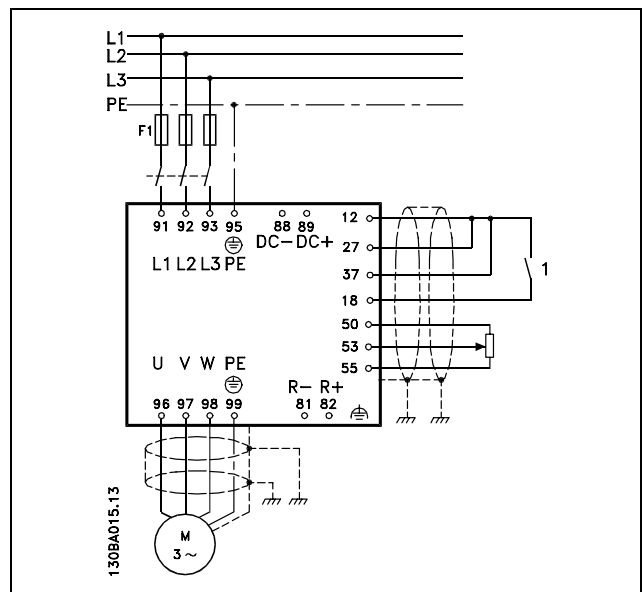 L1
L2
L3
PE
F1
91 92 93 95 88 89 12
DC- DC+
L1 L2 L3 PE
27
37
18
1
50
53
55
U V W PE
R- R+
96 97 98 99 81 82
M
3 ~
130BA015.13